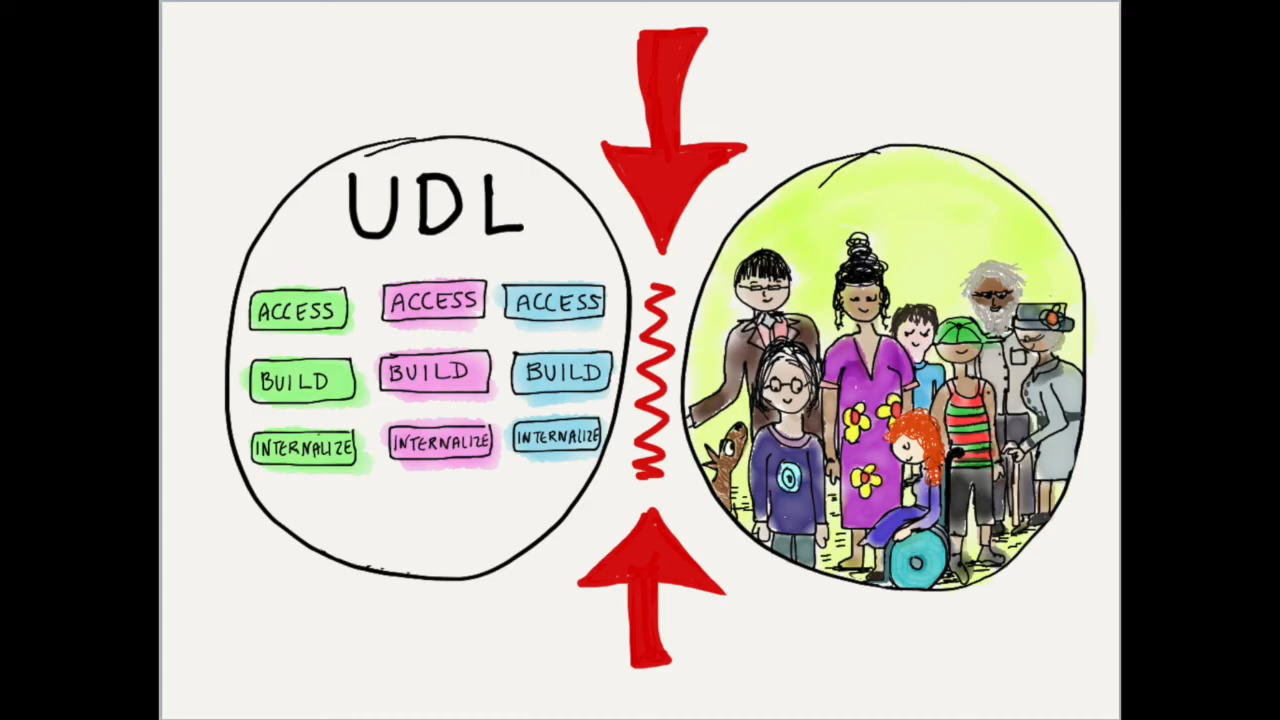 UDL
ACCESS ACCESS ACCESS
BUILD BUILD BUILD
INTERNALIZE INTERNALIZE INTERNALIZE